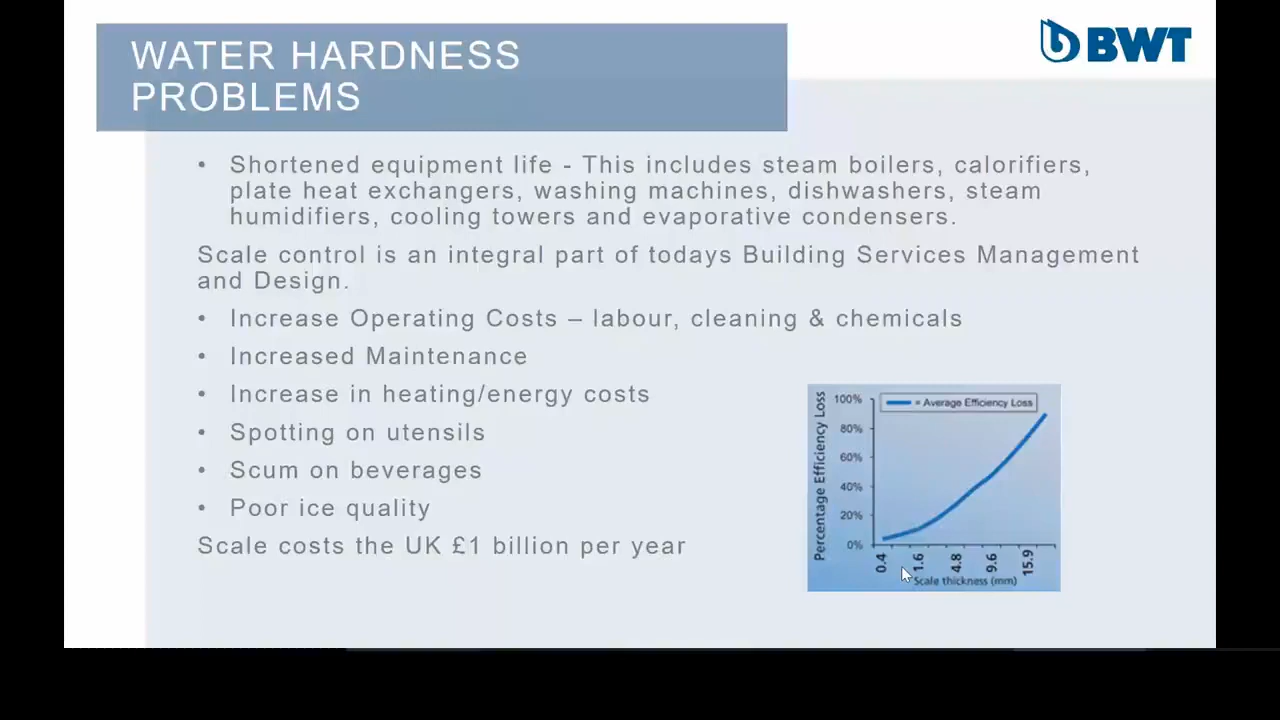 WATER HARDNESS
PROBLEMS
BWT
• Shortened equipment life - This includes steam boilers, calorifiers,
plate heat exchangers, washing machines, dishwashers, steam
humidifiers, cooling towers and evaporative condensers.
Scale control is an integral part of todays Building Services Management
and Design.
• Increase Operating Costs – labour, cleaning & chemicals
• Increased Maintenance
• Increase in heating/energy costs
• Spotting on utensils
• Scum on beverages
• Poor ice quality
Scale costs the UK £1 billion per year
Percentage Efficiency Loss
100%
80%
60%
40%
20%
0%
= Average Efficiency Loss
0.4
1.6
4.8
9.6
15.9
Scale thickness (mm)